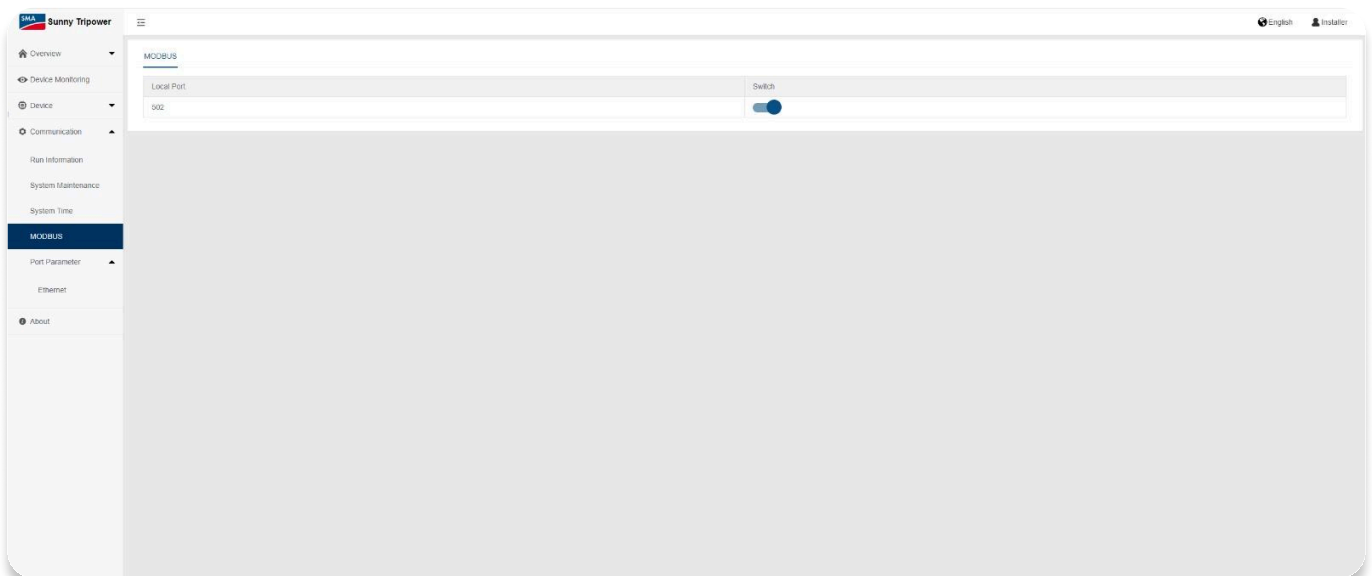 SMA Sunny Tripower
English Installer
Overview
Device Monitoring
Device
Communication
Run Information
System Maintenance
System Time
MODBUS
Port Parameter
Ethernet
About
MODBUS
Local Port Switch
502